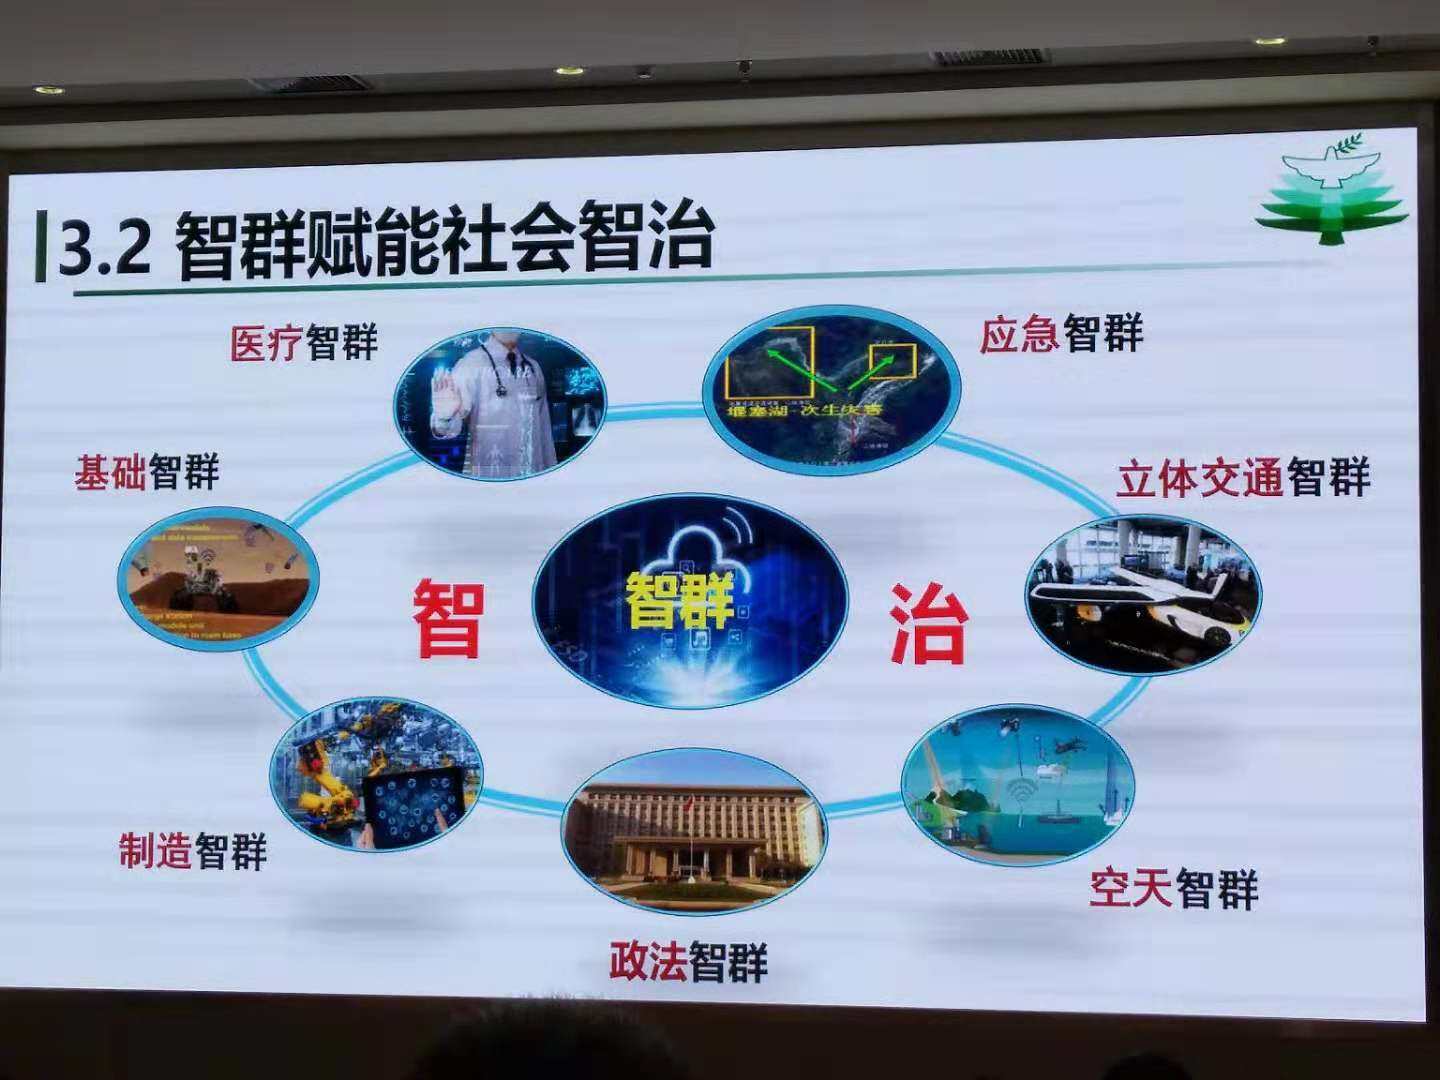 3.2 智群赋能社会智治
医疗智群
应急智群
堰塞湖-次生灾害
基础智群
立体交通智群
智
智群
治
制造智群
空天智群
政法智群